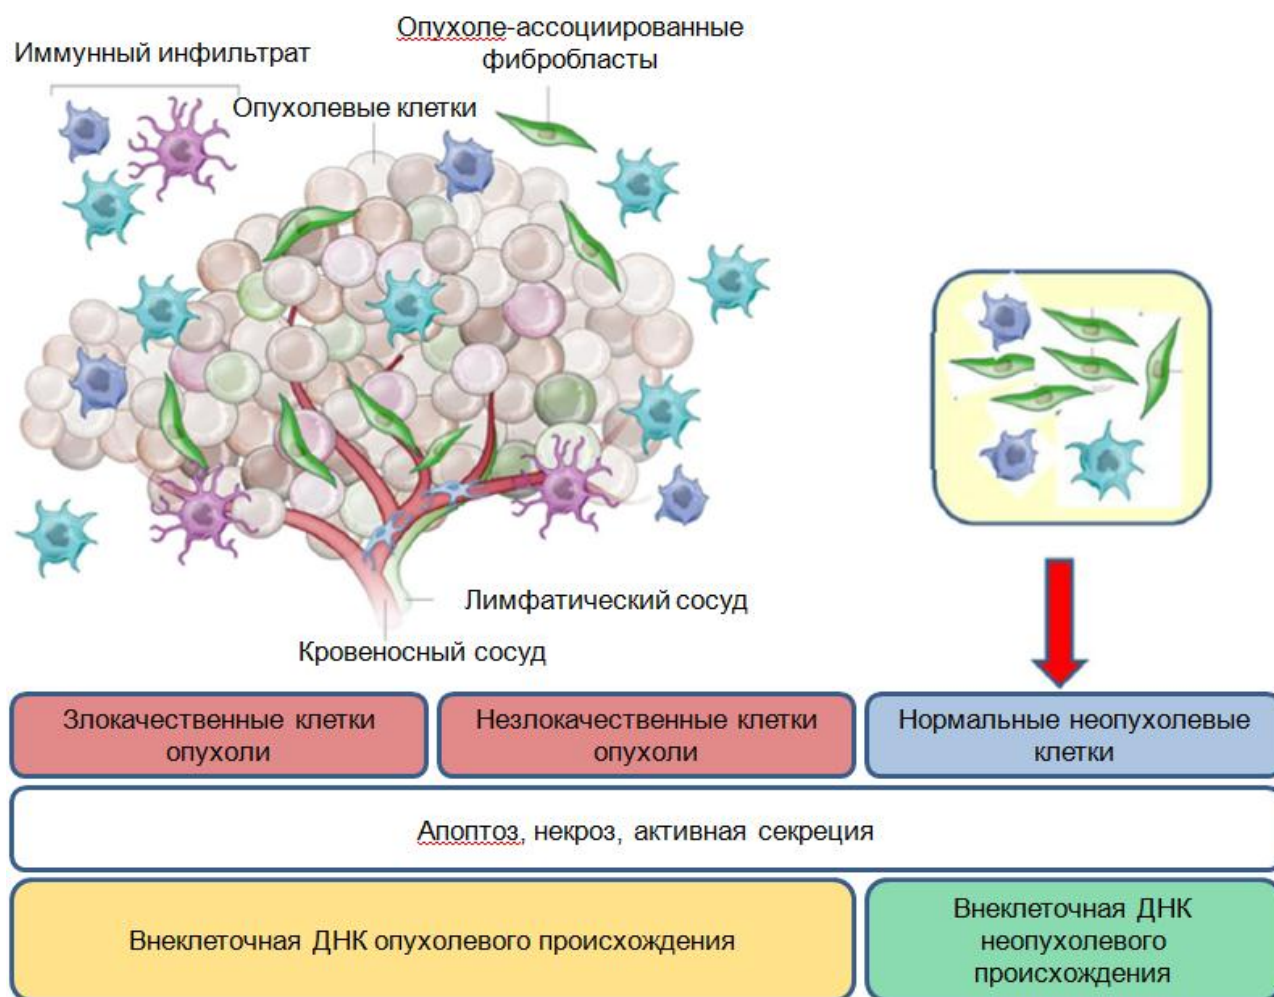 Иммунный инфильтрат
Опухоле-ассоциированные
фибробласты
Опухолевые клетки
Лимфатический сосуд
Кровеносный сосуд
Злокачественные клетки
опухоли
Незлокачественные клетки
опухоли
Нормальные неопухолевые
клетки
Апоптоз, некроз, активная секреция
Внеклеточная ДНК опухолевого происхождения
Внеклеточная ДНК
неопухолевого
происхождения